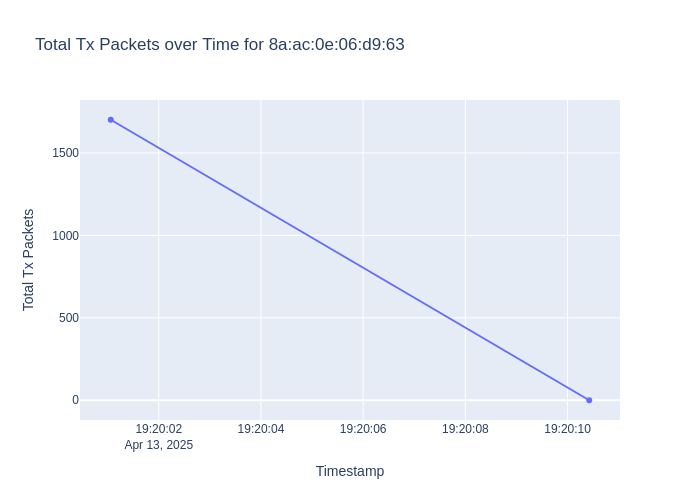 Total Tx Packets over Time for 8a:ac:0e:06:d9:63
Total Tx Packets
1500
1000
500
0
19:20:02 19:20:04 19:20:06 19:20:08 19:20:10
Apr 13, 2025
Timestamp